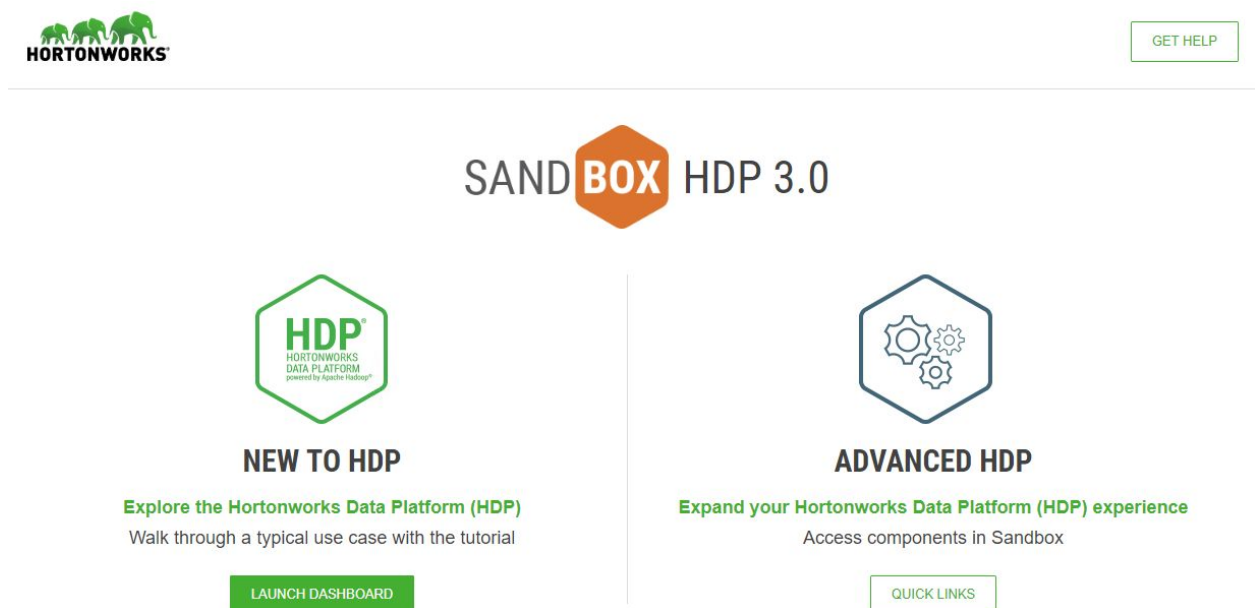 HORTONWORKS
GET HELP
SANDBOX HDP 3.0
HDP®
HORTONWORKS
DATA PLATFORM
powered by Apache Hadoop®
NEW TO HDP
Explore the Hortonworks Data Platform (HDP)
Walk through a typical use case with the tutorial
LAUNCH DASHBOARD
ADVANCED HDP
Expand your Hortonworks Data Platform (HDP) experience
Access components in Sandbox
QUICK LINKS